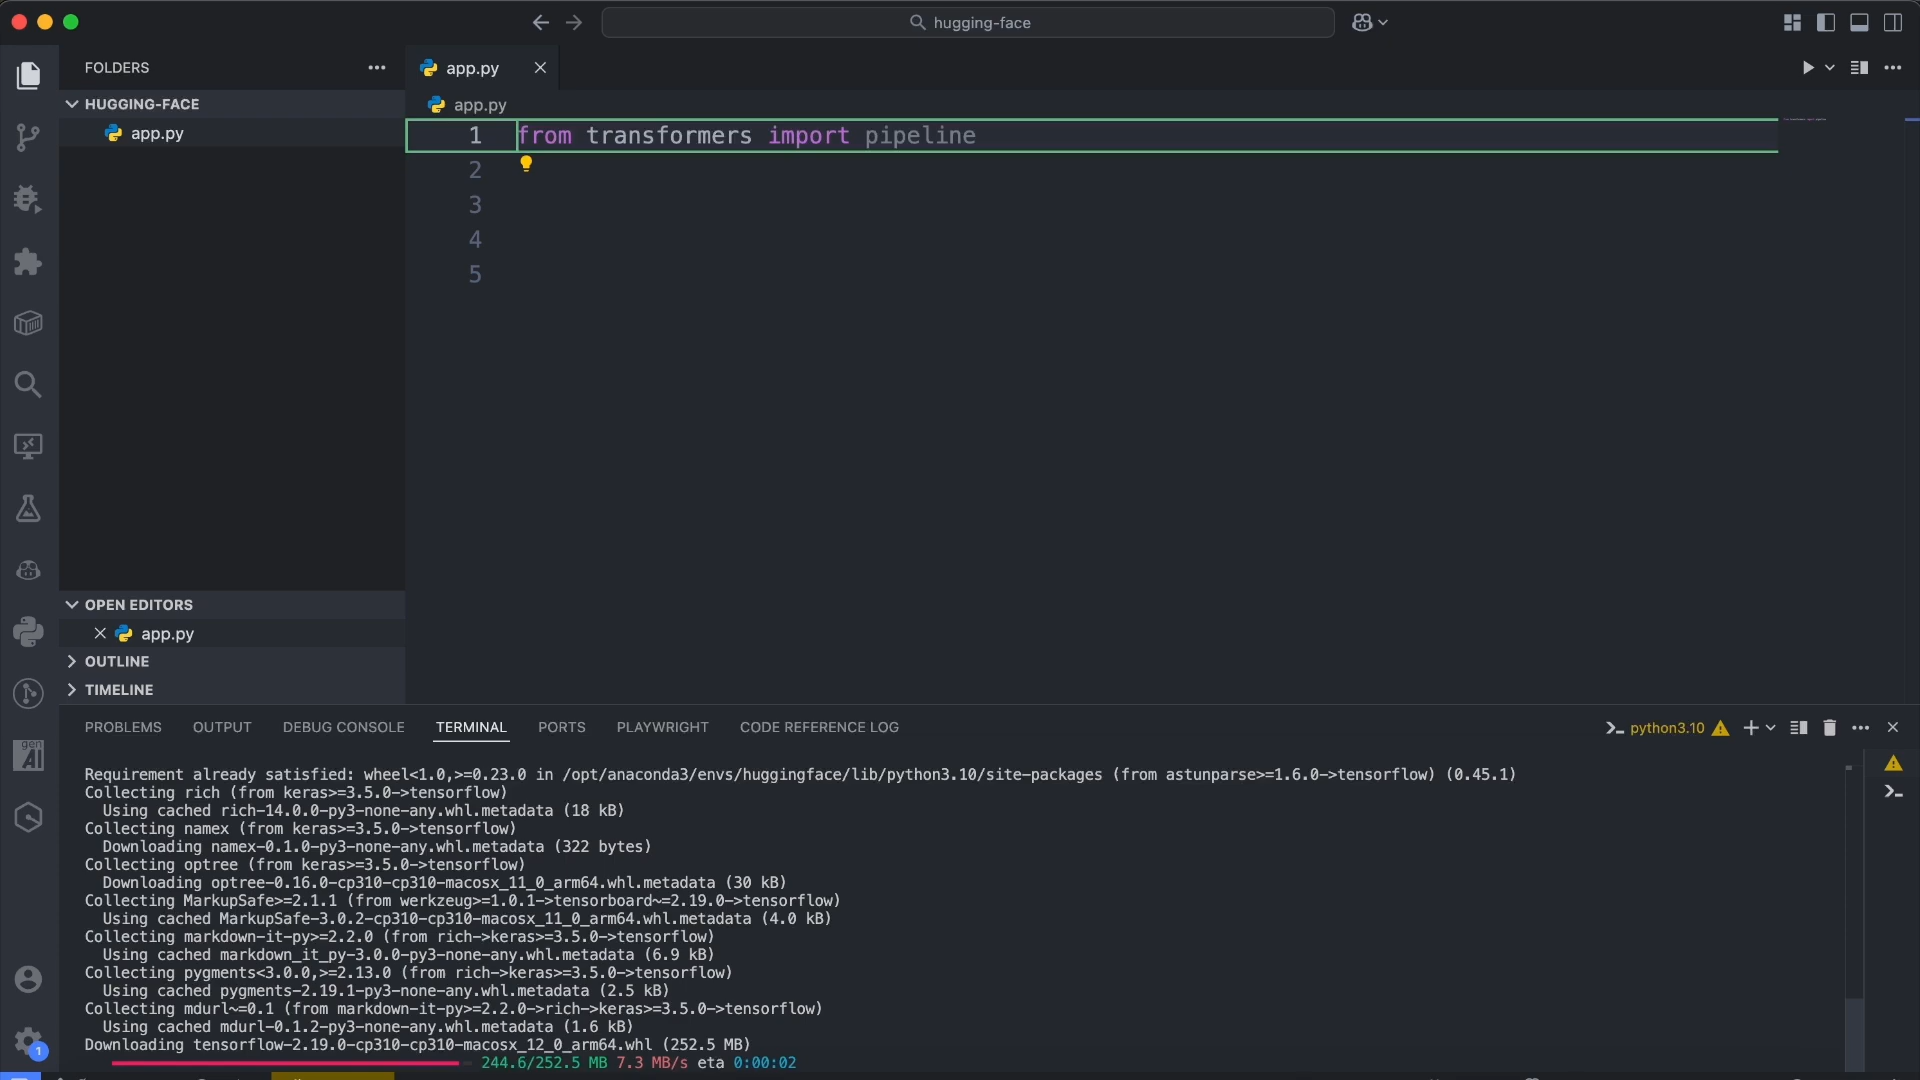 hugging-face
FOLDERS
app.py
HUGGING-FACE
app.py
app.py
1 from transformers import pipeline
2
3
4
5
OPEN EDITORS
app.py
OUTLINE
TIMELINE
gen
AI
1
PROBLEMS OUTPUT DEBUG CONSOLE TERMINAL PORTS PLAYWRIGHT CODE REFERENCE LOG
python3.10
Requirement already satisfied: wheel<1.0,>=0.23.0 in /opt/anaconda3/envs/huggingface/lib/python3.10/site-packages (from astunparse>=1.6.0->tensorflow) (0.45.1)
Collecting rich (from keras>=3.5.0->tensorflow)
Using cached rich-14.0.0-py3-none-any.whl.metadata (18 kB)
Collecting namex (from keras>=3.5.0->tensorflow)
Downloading namex-0.1.0-py3-none-any.whl.metadata (322 bytes)
Collecting optree (from keras>=3.5.0->tensorflow)
Downloading optree-0.16.0-cp310-cp310-macosx_11_0_arm64.whl.metadata (30 kB)
Collecting MarkupSafe>=2.1.1 (from werkzeug>=1.0.1->tensorboard~=2.19.0->tensorflow)
Using cached MarkupSafe-3.0.2-cp310-cp310-macosx_11_0_arm64.whl.metadata (4.0 kB)
Collecting markdown-it-py>=2.2.0 (from rich->keras>=3.5.0->tensorflow)
Using cached markdown_it_py-3.0.0-py3-none-any.whl.metadata (6.9 kB)
Collecting pygments<3.0.0,>=2.13.0 (from rich->keras>=3.5.0->tensorflow)
Using cached pygments-2.19.1-py3-none-any.whl.metadata (2.5 kB)
Collecting mdurl~=0.1 (from markdown-it-py>=2.2.0->rich->keras>=3.5.0->tensorflow)
Using cached mdurl-0.1.2-py3-none-any.whl.metadata (1.6 kB)
Downloading tensorflow-2.19.0-cp310-cp310-macosx_12_0_arm64.whl (252.5 MB)
244.6/252.5 MB 7.3 MB/s eta 0:00:02